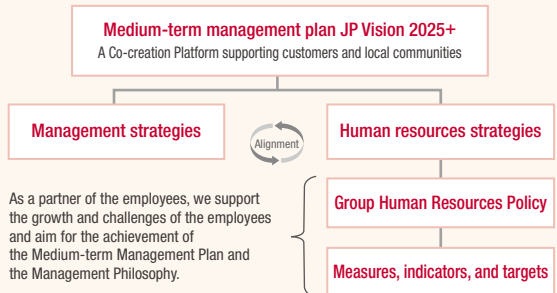 Medium-term management plan JP Vision 2025+
A Co-creation Platform supporting customers and local communities
Management strategies
Alignment
Human resources strategies
As a partner of the employees, we support
the growth and challenges of the employees
and aim for the achievement of
the Medium-term Management Plan and
the Management Philosophy.
Group Human Resources Policy
Measures, indicators, and targets